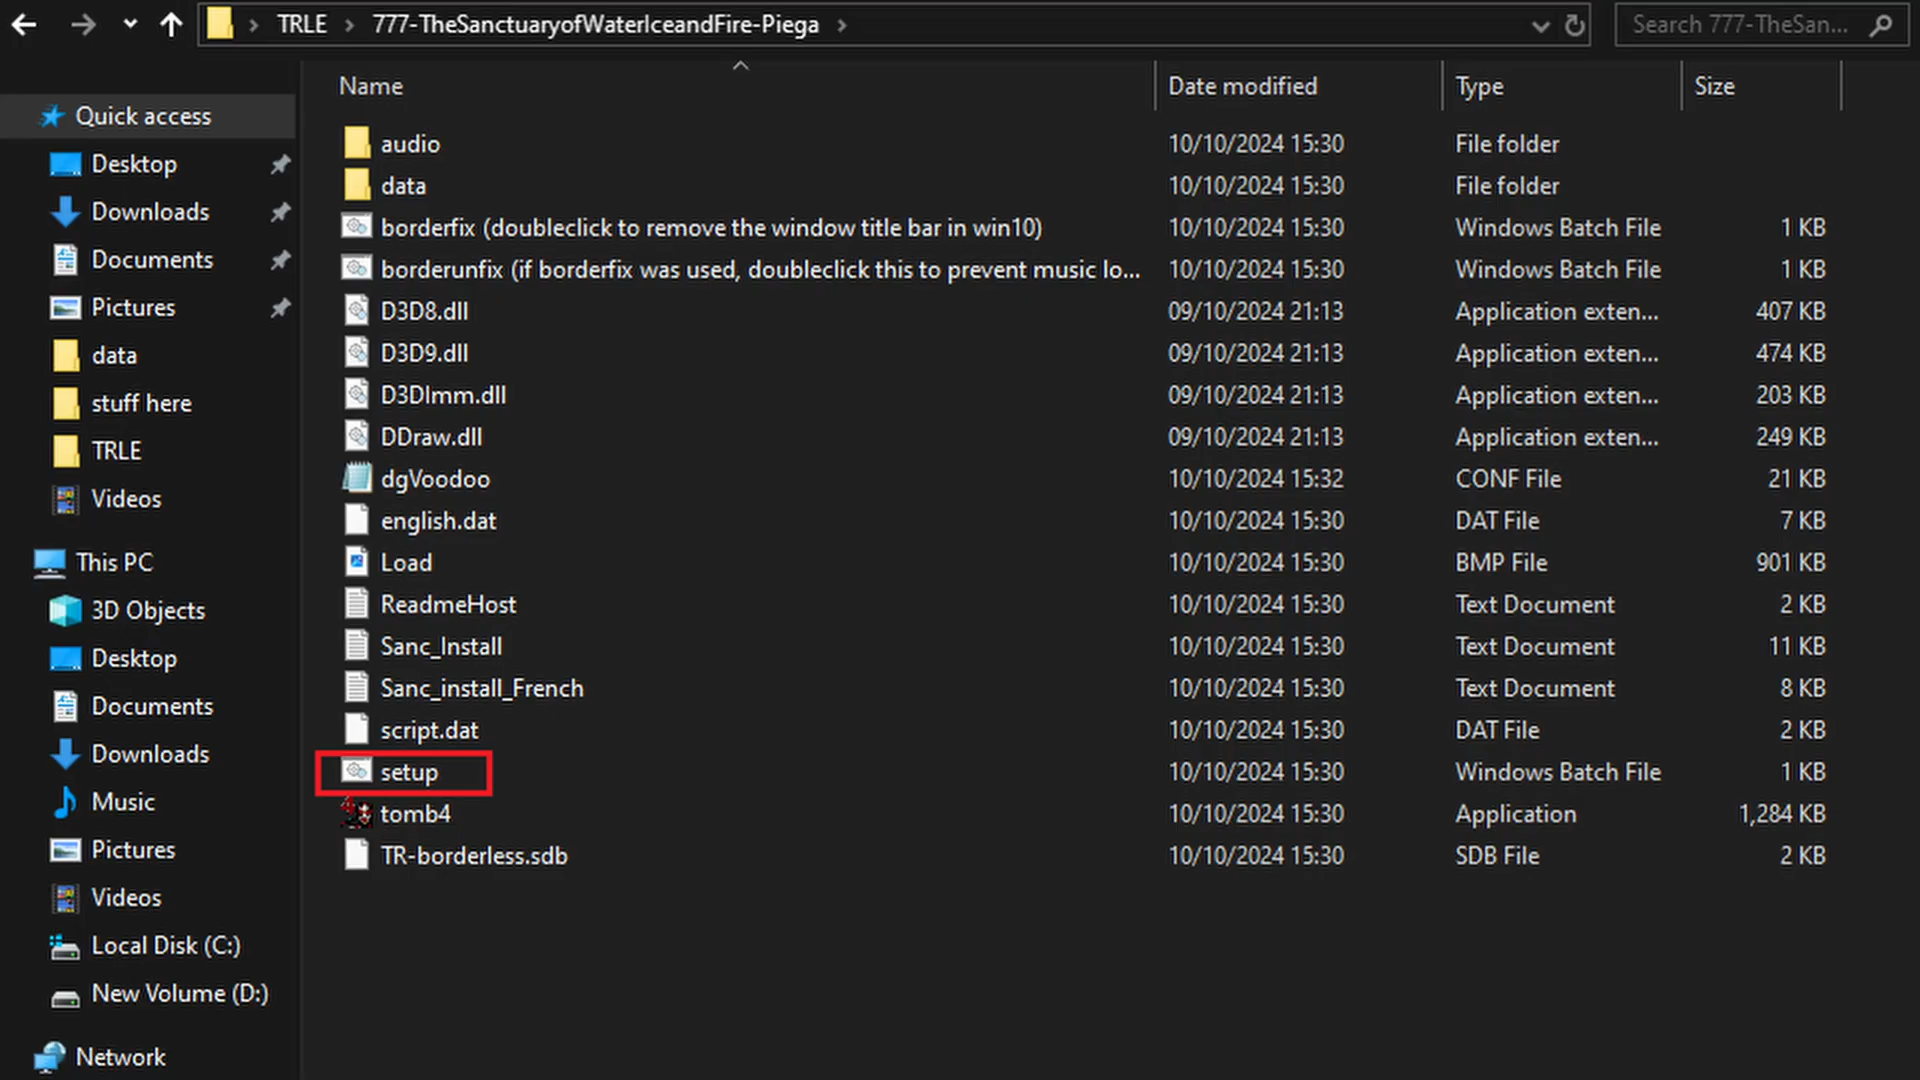 TRLE > 777-TheSanctuaryofWaterIceandFire-Piega >
Search 777-TheSan...
Name Date modified Type Size
Quick access
Desktop
Downloads
Documents
Pictures
data
stuff here
TRLE
Videos
This PC
3D Objects
Desktop
Documents
Downloads
Music
Pictures
Videos
Local Disk (C:)
New Volume (D:)
Network
audio 10/10/2024 15:30 File folder
data 10/10/2024 15:30 File folder
borderfix (doubleclick to remove the window title bar in win10) 10/10/2024 15:30 Windows Batch File 1 KB
borderunfix (if borderfix was used, doubleclick this to prevent music lo... 10/10/2024 15:30 Windows Batch File 1 KB
D3D8.dll 09/10/2024 21:13 Application exten... 407 KB
D3D9.dll 09/10/2024 21:13 Application exten... 474 KB
D3DImm.dll 09/10/2024 21:13 Application exten... 203 KB
DDraw.dll 09/10/2024 21:13 Application exten... 249 KB
dgVoodoo 10/10/2024 15:32 CONF File 21 KB
english.dat 10/10/2024 15:30 DAT File 7 KB
Load 10/10/2024 15:30 BMP File 901 KB
ReadmeHost 10/10/2024 15:30 Text Document 2 KB
Sanc_Install 10/10/2024 15:30 Text Document 11 KB
Sanc_install_French 10/10/2024 15:30 Text Document 8 KB
script.dat 10/10/2024 15:30 DAT File 2 KB
setup 10/10/2024 15:30 Windows Batch File 1 KB
tomb4 10/10/2024 15:30 Application 1,284 KB
TR-borderless.sdb 10/10/2024 15:30 SDB File 2 KB